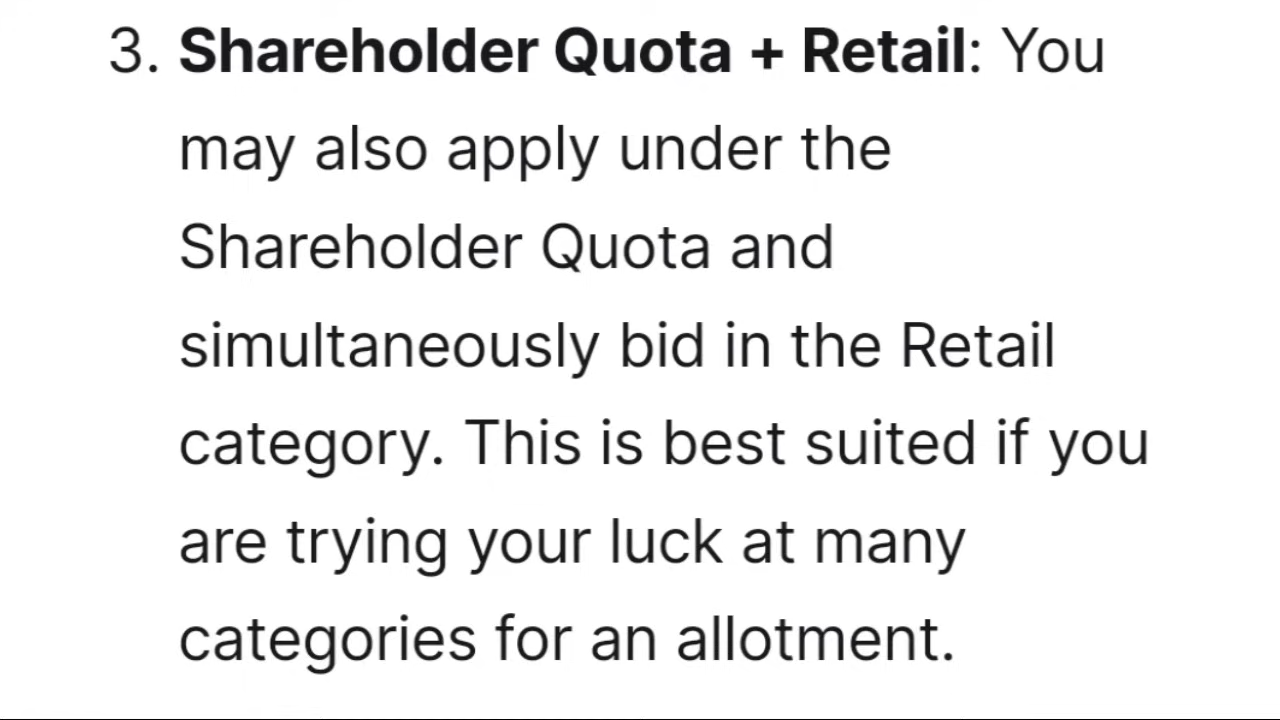 3. Shareholder Quota + Retail: You
may also apply under the
Shareholder Quota and
simultaneously bid in the Retail
category. This is best suited if you
are trying your luck at many
categories for an allotment.